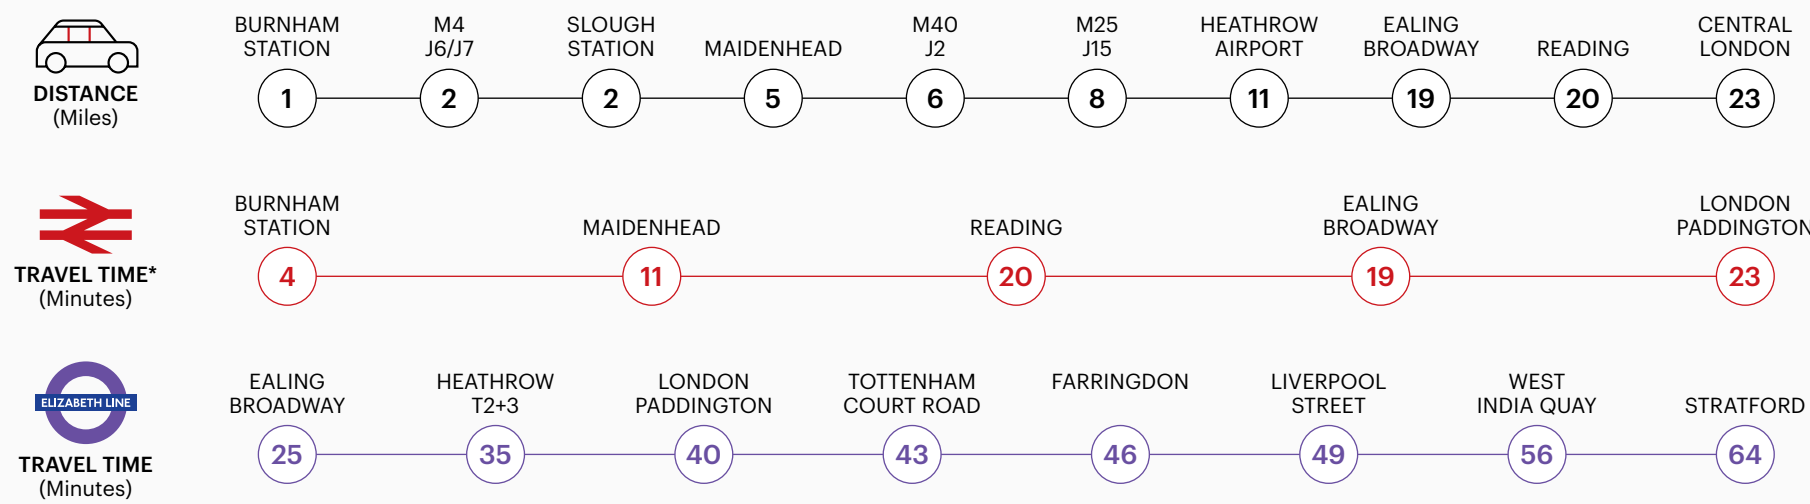 BURNHAM
STATION
M4
J6/J7
SLOUGH
STATION
MAIDENHEAD
M40
J2
M25
J15
HEATHROW
AIRPORT
EALING
BROADWAY
READING
CENTRAL
LONDON
DISTANCE
(Miles)
1
2
2
5
6
8
11
19
20
23
BURNHAM
STATION
MAIDENHEAD
READING
EALING
BROADWAY
LONDON
PADDINGTON
TRAVEL TIME*
(Minutes)
4
11
20
19
23
EALING
BROADWAY
HEATHROW
T2+3
LONDON
PADDINGTON
TOTTENHAM
COURT ROAD
FARRINGDON
LIVERPOOL
STREET
WEST
INDIA QUAY
STRATFORD
ELIZABETH LINE
TRAVEL TIME
(Minutes)
25
35
40
43
46
49
56
64